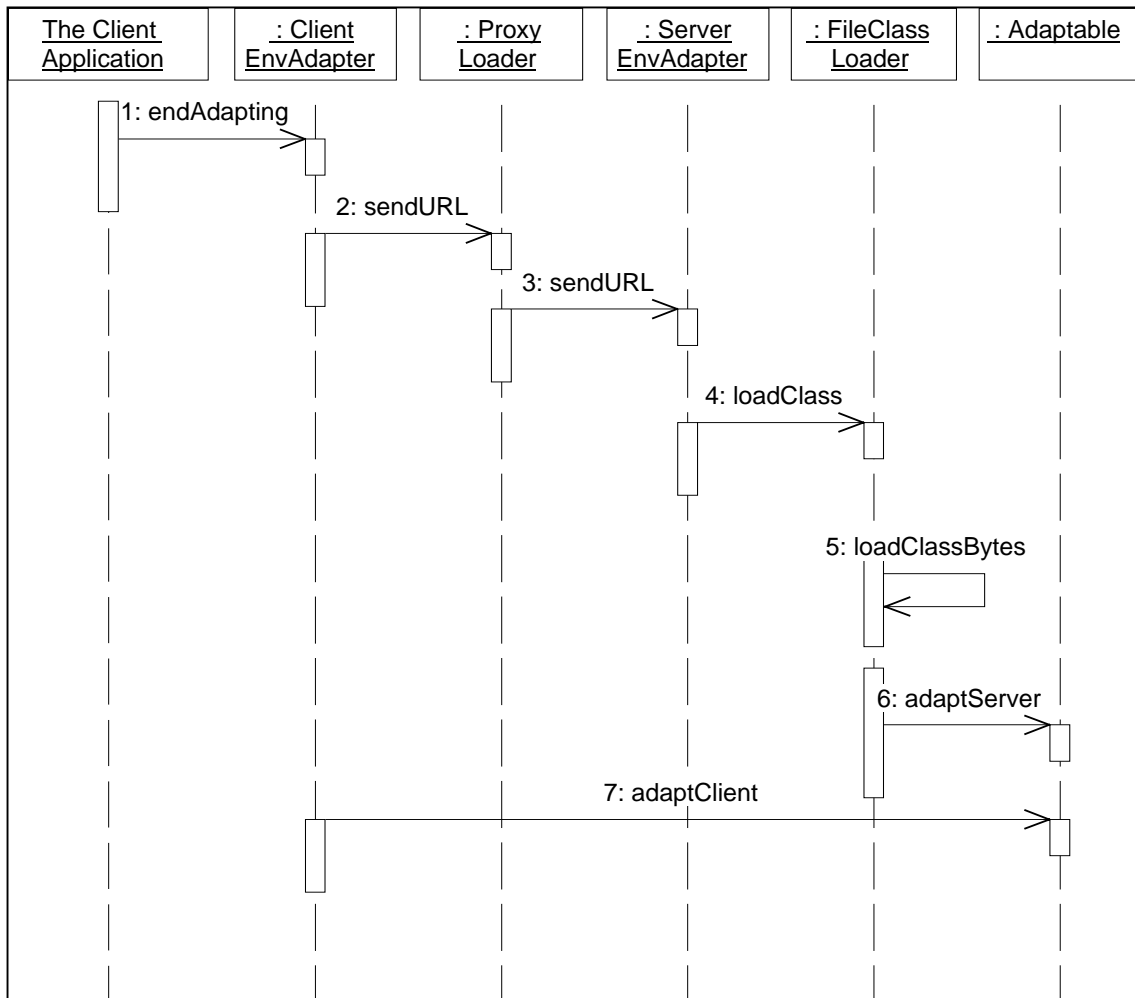 The Client
Application
: Client
EnvAdapter
: Proxy
Loader
: Server
EnvAdapter
: FileClass
Loader
: Adaptable
1: endAdapting
2: sendURL
3: sendURL
4: loadClass
5: loadClassBytes
6: adaptServer
7: adaptClient